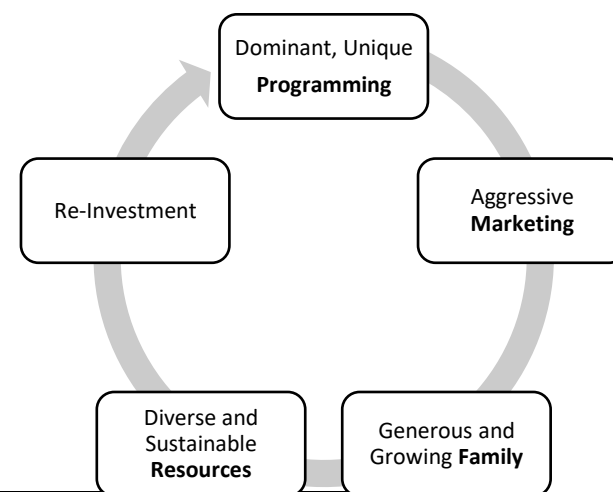 Dominant, Unique
Programming
Aggressive
Marketing
Generous and
Growing Family
Diverse and
Sustainable
Resources
Re-Investment